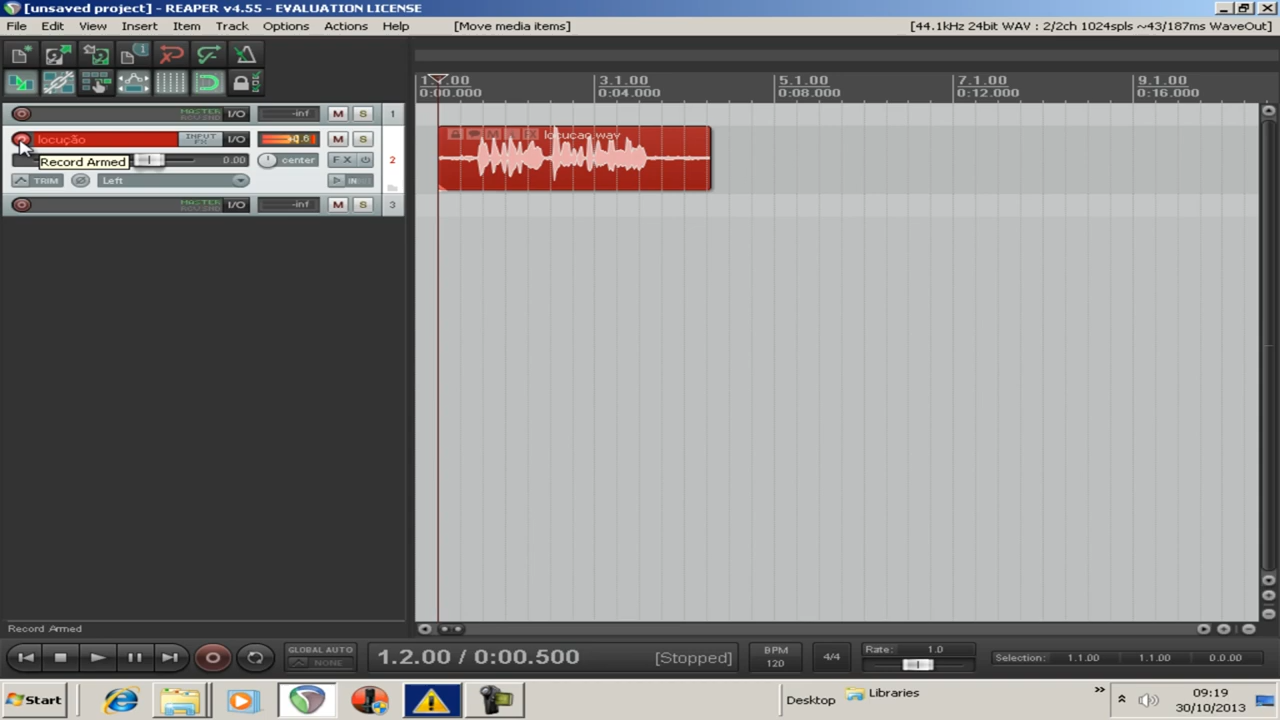 [unsaved project] - REAPER v4.55 - EVALUATION LICENSE
File Edit View Insert Item Track Options Actions Help [Move media items] [44.1kHz 24bit WAV : 2/2ch 1024spls ~43/187ms WaveOut]
1.1.00 3.1.00 5.1.00 7.1.00 9.1.00
0:00.000 0:04.000 0:08.000 0:12.000 0:16.000
MASTER I/O -inf M S 1
locução INPUT FX I/O M S
locuçao.wav
Record Armed 0.00 center FX 2
TRIM Left IN
MASTER I/O -inf M S 3
Record Armed
GLOBAL AUTO
NONE
1.2.00 / 0:00.500 [Stopped]
BPM
120
4/4
Rate: 1.0
Selection: 1.1.00 1.1.00 0.0.00
Start
Desktop
Libraries
»
09:19
30/10/2013